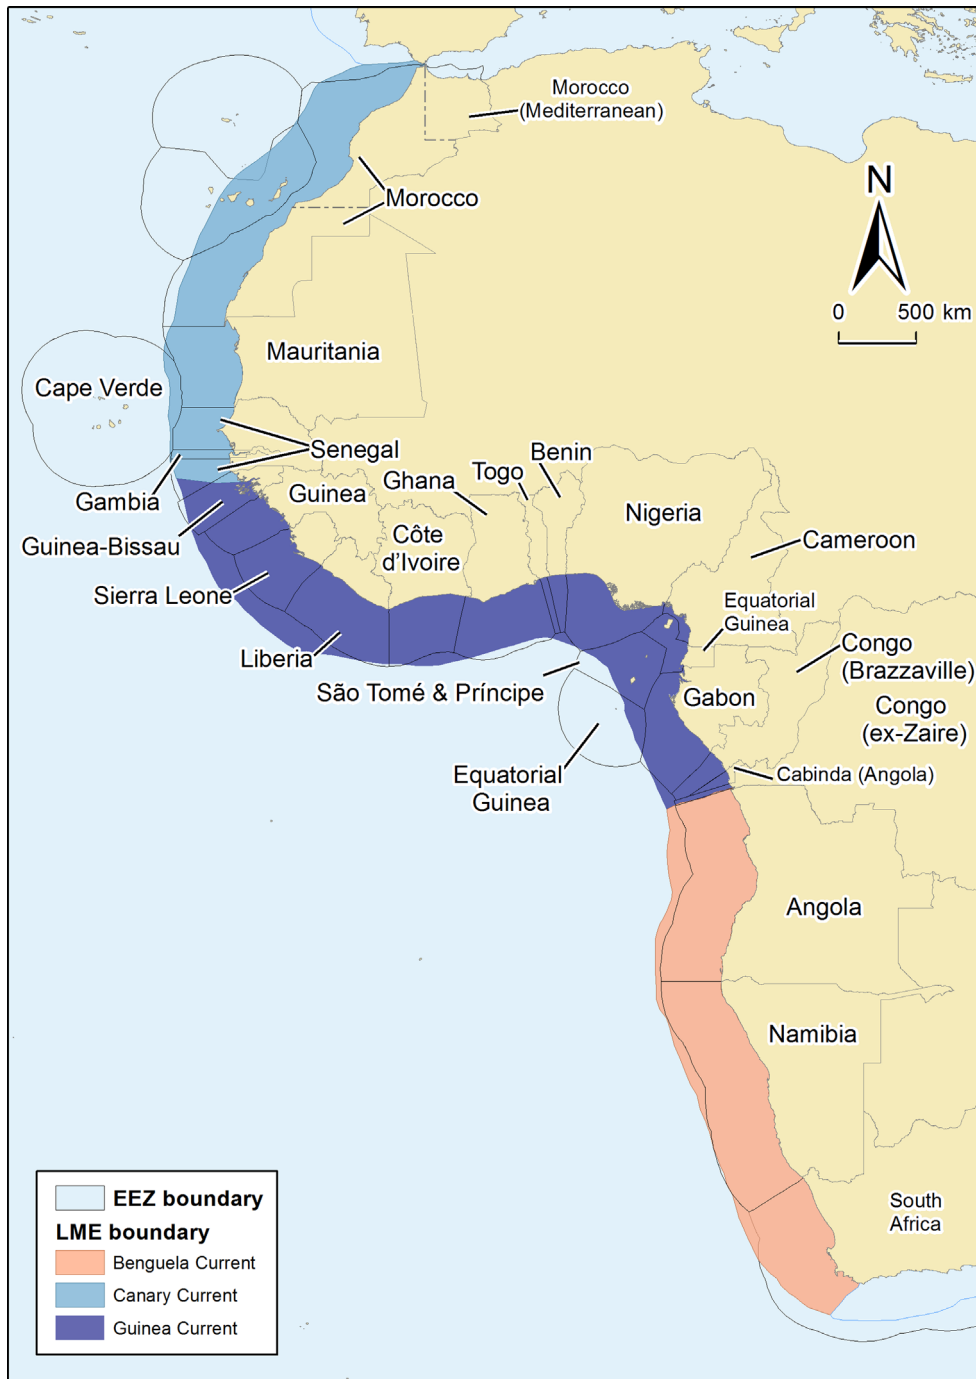 Morocco
(Mediterranean)
N
Morocco
0 500 km
Mauritania
Cape Verde
Senegal
Benin
Togo
Ghana
Guinea
Gambia
Nigeria
Côte
d'Ivoire
Guinea-Bissau
Cameroon
Sierra Leone
Equatorial
Guinea
Liberia
Congo
(Brazzaville)
São Tomé & Príncipe
Gabon
Congo
(ex-Zaire)
Equatorial
Guinea
Cabinda (Angola)
Angola
Namibia
South
Africa
EEZ boundary
LME boundary
Benguela Current
Canary Current
Guinea Current